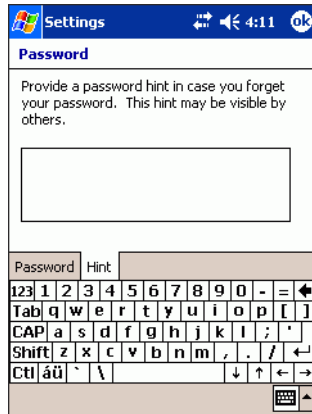 Settings 4:11 ok
Password
Provide a password hint in case you forget
your password. This hint may be visible by
others.
Password Hint
123 1 2 3 4 5 6 7 8 9 0 - =
Tab q w e r t y u i o p [ ]
CAP a s d f g h j k l ; '
Shift z x c v b n m , . /
Ctl áü ` \